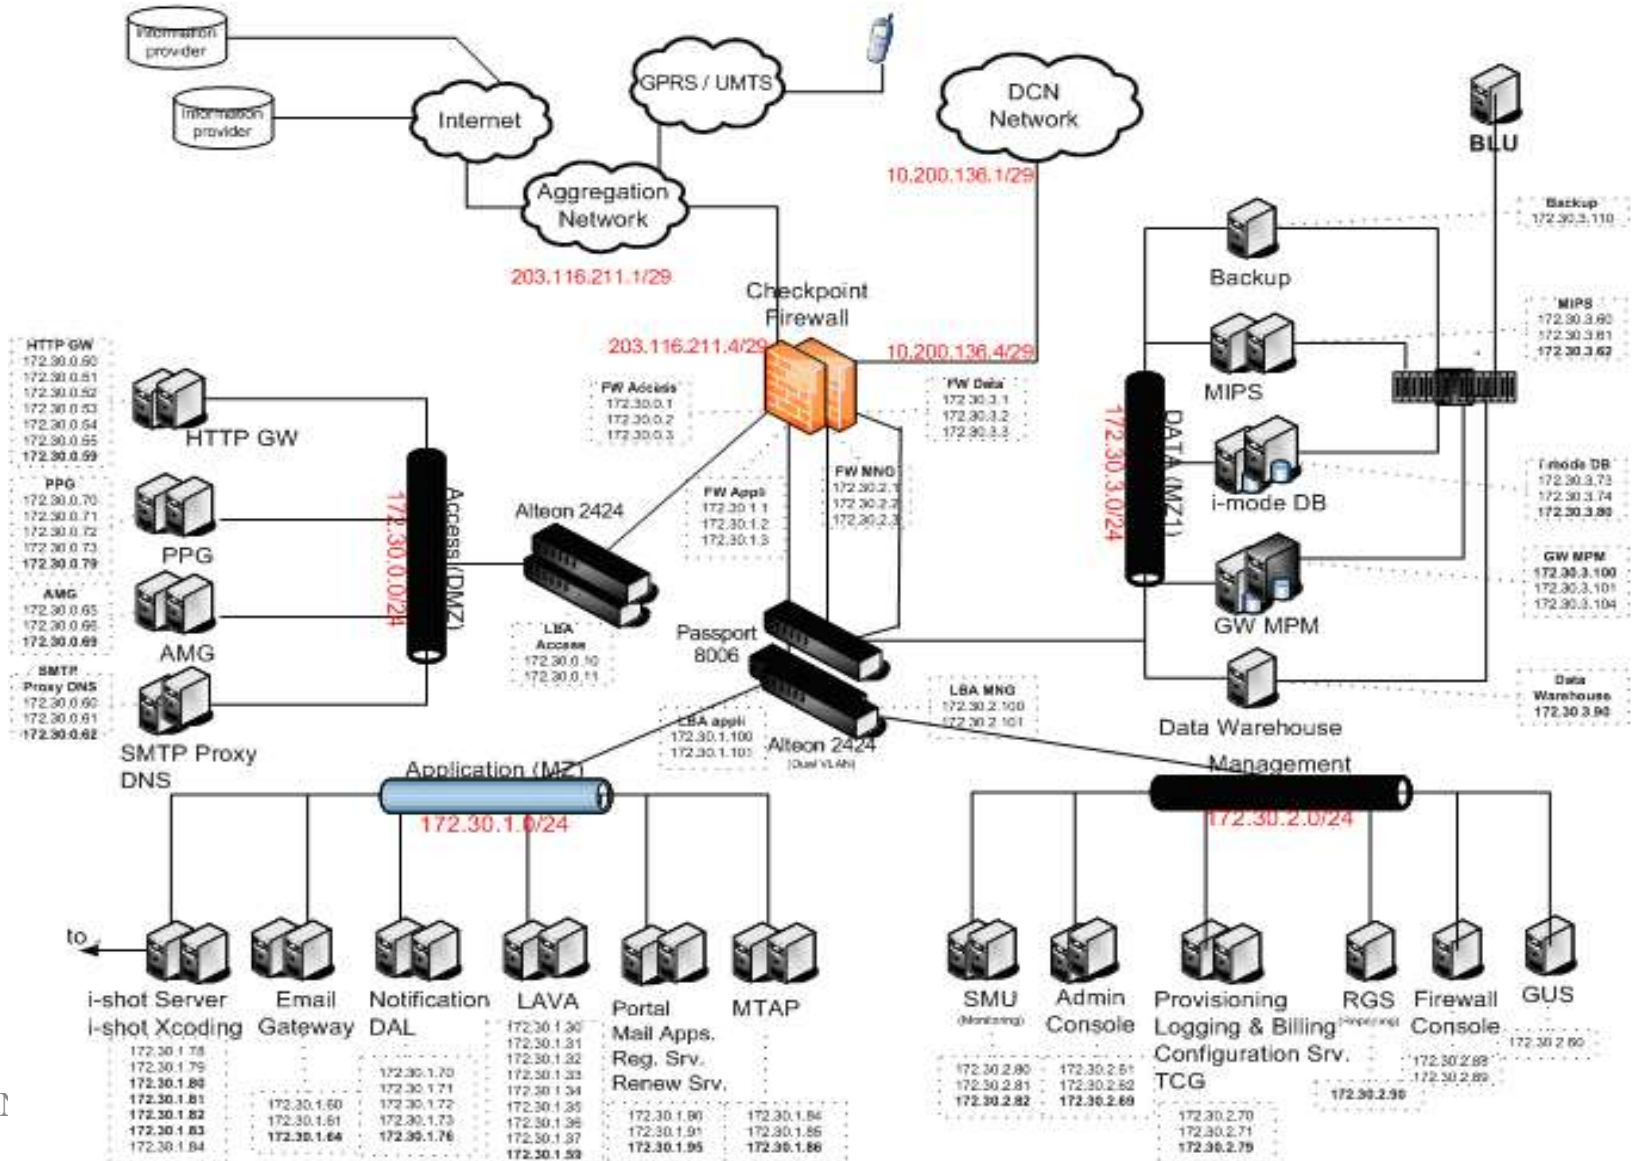 Information
provider
Information
provider
Internet
GPRS / UMTS
DCN
Network
BLU
Aggregation
Network
10.200.136.1/29
203.116.211.1/29
Backup
172.30.3.110
Backup
Checkpoint
Firewall
203.116.211.4/29
10.200.136.4/29
MIPS
172.30.3.60
172.30.3.61
172.30.3.62
MIPS
HTTP GW
172.30.0.50
172.30.0.51
172.30.0.52
172.30.0.53
172.30.0.54
172.30.0.55
172.30.0.59
HTTP GW
FW Access
172.30.0.1
172.30.0.2
172.30.0.3
FW Data
172.30.3.1
172.30.3.2
172.30.3.3
FW MNG
172.30.2.1
172.30.2.2
172.30.2.3
FW Appli
172.30.1.1
172.30.1.2
172.30.1.3
DATA (MZ1)
172.30.3.0/24
i-mode DB
i-mode DB
172.30.3.73
172.30.3.74
172.30.3.80
PPG
172.30.0.70
172.30.0.71
172.30.0.72
172.30.0.73
172.30.0.79
PPG
Access (DMZ)
172.30.0.0/24
Alteon 2424
GW MPM
172.30.3.100
172.30.3.101
172.30.3.104
GW MPM
AMG
172.30.0.65
172.30.0.66
172.30.0.69
AMG
LBA
Access
172.30.0.10
172.30.0.11
Passport
8006
SMTP
Proxy DNS
172.30.0.60
172.30.0.61
172.30.0.62
SMTP Proxy
DNS
LBA appli
172.30.1.100
172.30.1.101
LBA MNG
172.30.2.100
172.30.2.101
Alteon 2424
(Dual VLAN)
Data Warehouse
Data
Warehouse
172.30.3.90
Application (MZ)
172.30.1.0/24
Management
172.30.2.0/24
to
i-shot Server
i-shot Xcoding
172.30.1.78
172.30.1.79
172.30.1.80
172.30.1.81
172.30.1.82
172.30.1.83
172.30.1.84
Email
Gateway
172.30.1.60
172.30.1.61
172.30.1.64
Notification
DAL
172.30.1.70
172.30.1.71
172.30.1.72
172.30.1.73
172.30.1.76
LAVA
172.30.1.30
172.30.1.31
172.30.1.32
172.30.1.33
172.30.1.34
172.30.1.35
172.30.1.36
172.30.1.37
172.30.1.59
Portal
Mail Apps.
Reg. Srv.
Renew Srv.
172.30.1.90
172.30.1.91
172.30.1.95
MTAP
172.30.1.84
172.30.1.85
172.30.1.86
SMU
(Monitoring)
172.30.2.80
172.30.2.81
172.30.2.82
Admin
Console
172.30.2.61
172.30.2.62
172.30.2.69
Provisioning
Logging & Billing
Configuration Srv.
TCG
172.30.2.70
172.30.2.71
172.30.2.79
RGS
(Reporting)
172.30.2.90
Firewall
Console
172.30.2.88
172.30.2.89
GUS
172.30.2.60